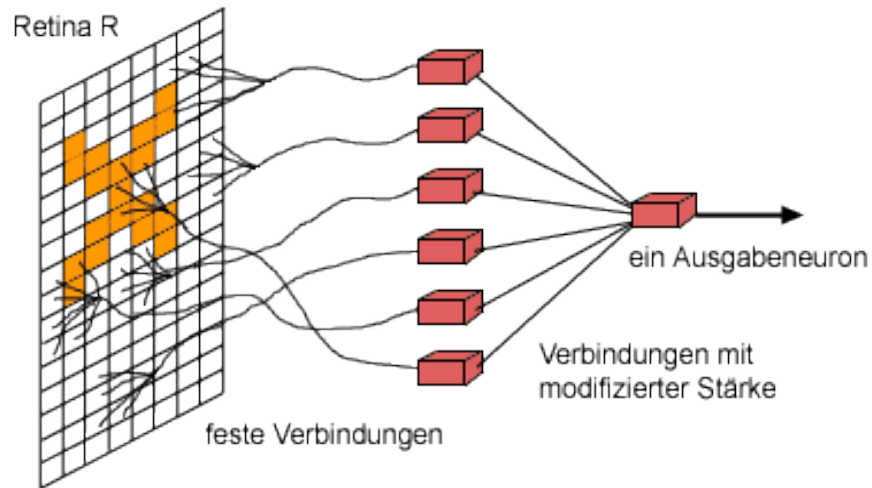 Retina R
ein Ausgabeneuron
Verbindungen mit
modifizierter Stärke
feste Verbindungen